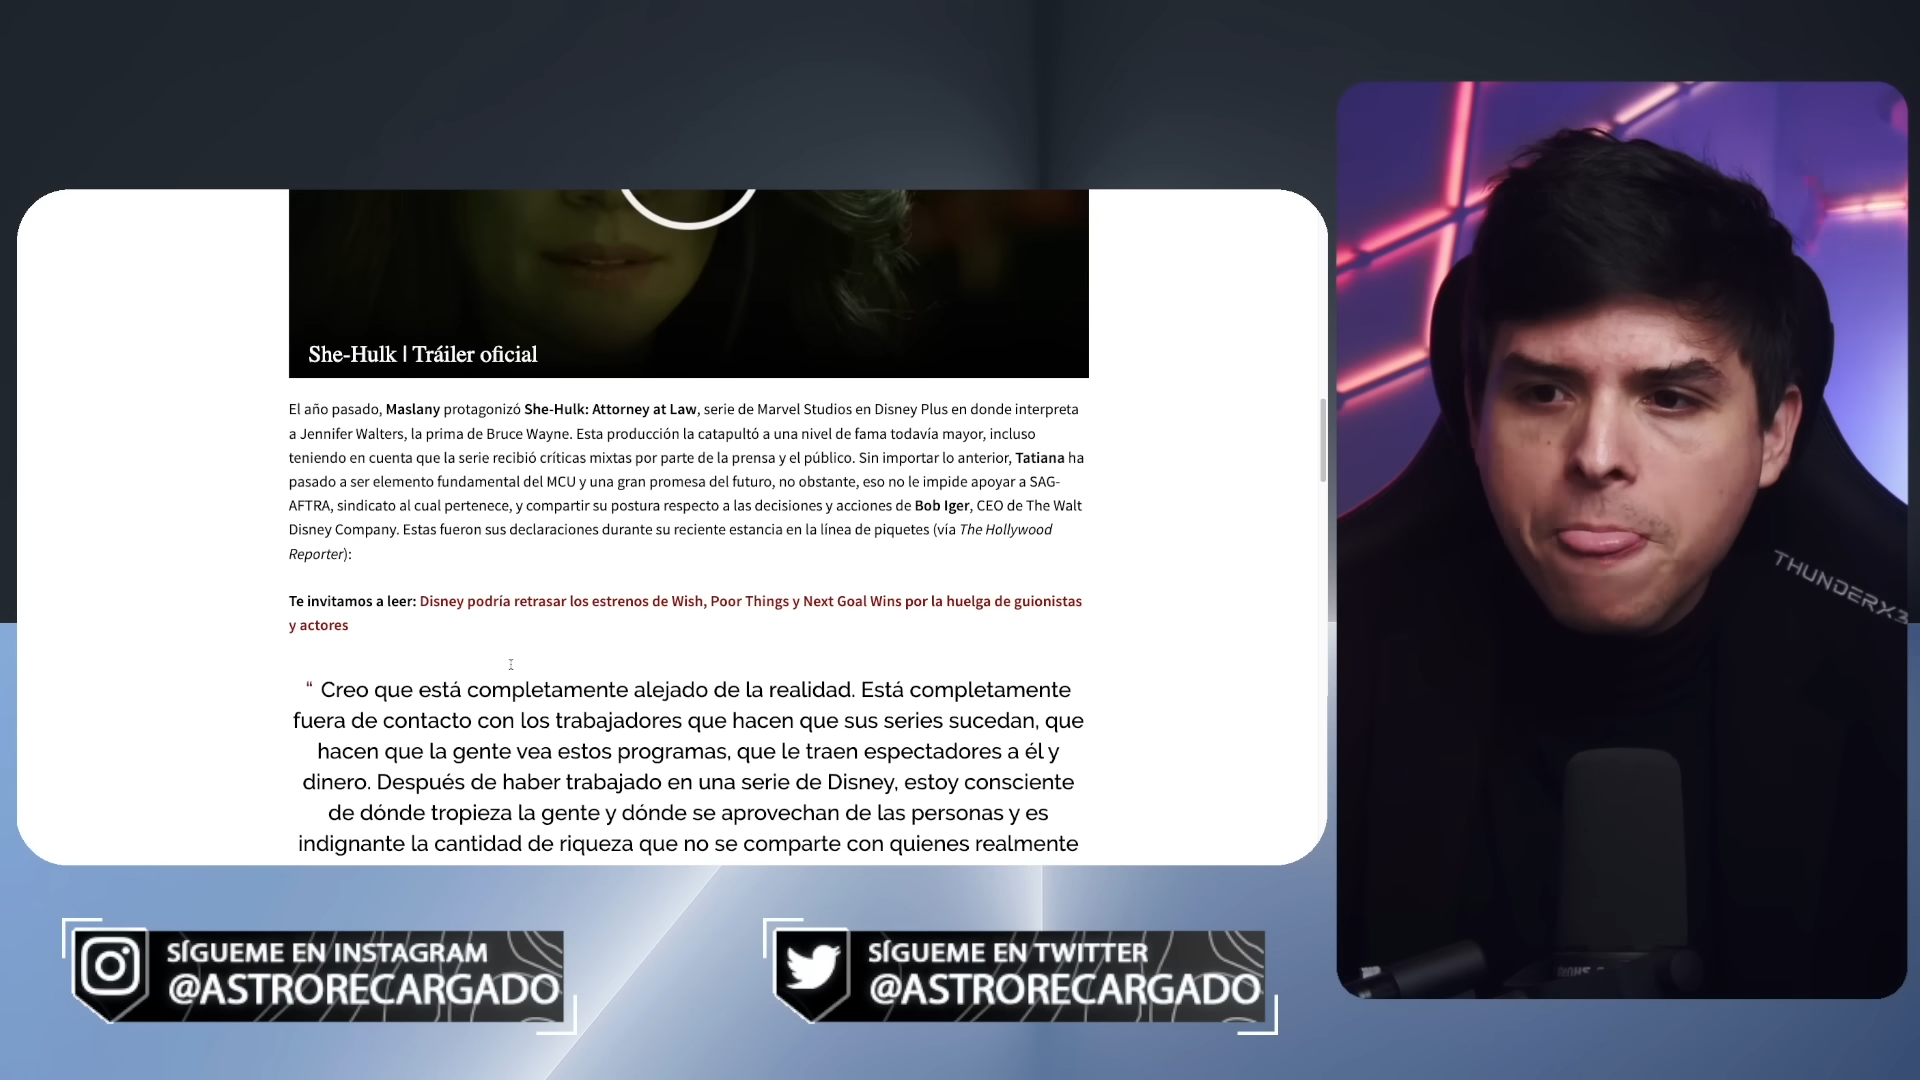 She-Hulk | Tráiler oficial
El año pasado, Maslany protagonizó She-Hulk: Attorney at Law, serie de Marvel Studios en Disney Plus en donde interpreta
a Jennifer Walters, la prima de Bruce Wayne. Esta producción la catapultó a una nivel de fama todavía mayor, incluso
teniendo en cuenta que la serie recibió críticas mixtas por parte de la prensa y el público. Sin importar lo anterior, Tatiana ha
pasado a ser elemento fundamental del MCU y una gran promesa del futuro, no obstante, eso no le impide apoyar a SAG-
AFTRA, sindicato al cual pertenece, y compartir su postura respecto a las decisiones y acciones de Bob Iger, CEO de The Walt
Disney Company. Estas fueron sus declaraciones durante su reciente estancia en la línea de piquetes (vía The Hollywood
Reporter):
Te invitamos a leer: Disney podría retrasar los estrenos de Wish, Poor Things y Next Goal Wins por la huelga de guionistas
y actores
“ Creo que está completamente alejado de la realidad. Está completamente
fuera de contacto con los trabajadores que hacen que sus series sucedan, que
hacen que la gente vea estos programas, que le traen espectadores a él y
dinero. Después de haber trabajado en una serie de Disney, estoy consciente
de dónde tropieza la gente y dónde se aprovechan de las personas y es
indignante la cantidad de riqueza que no se comparte con quienes realmente
THUNDERX3
SÍGUEME EN INSTAGRAM
@ASTRORECARGADO
SÍGUEME EN TWITTER
@ASTRORECARGADO